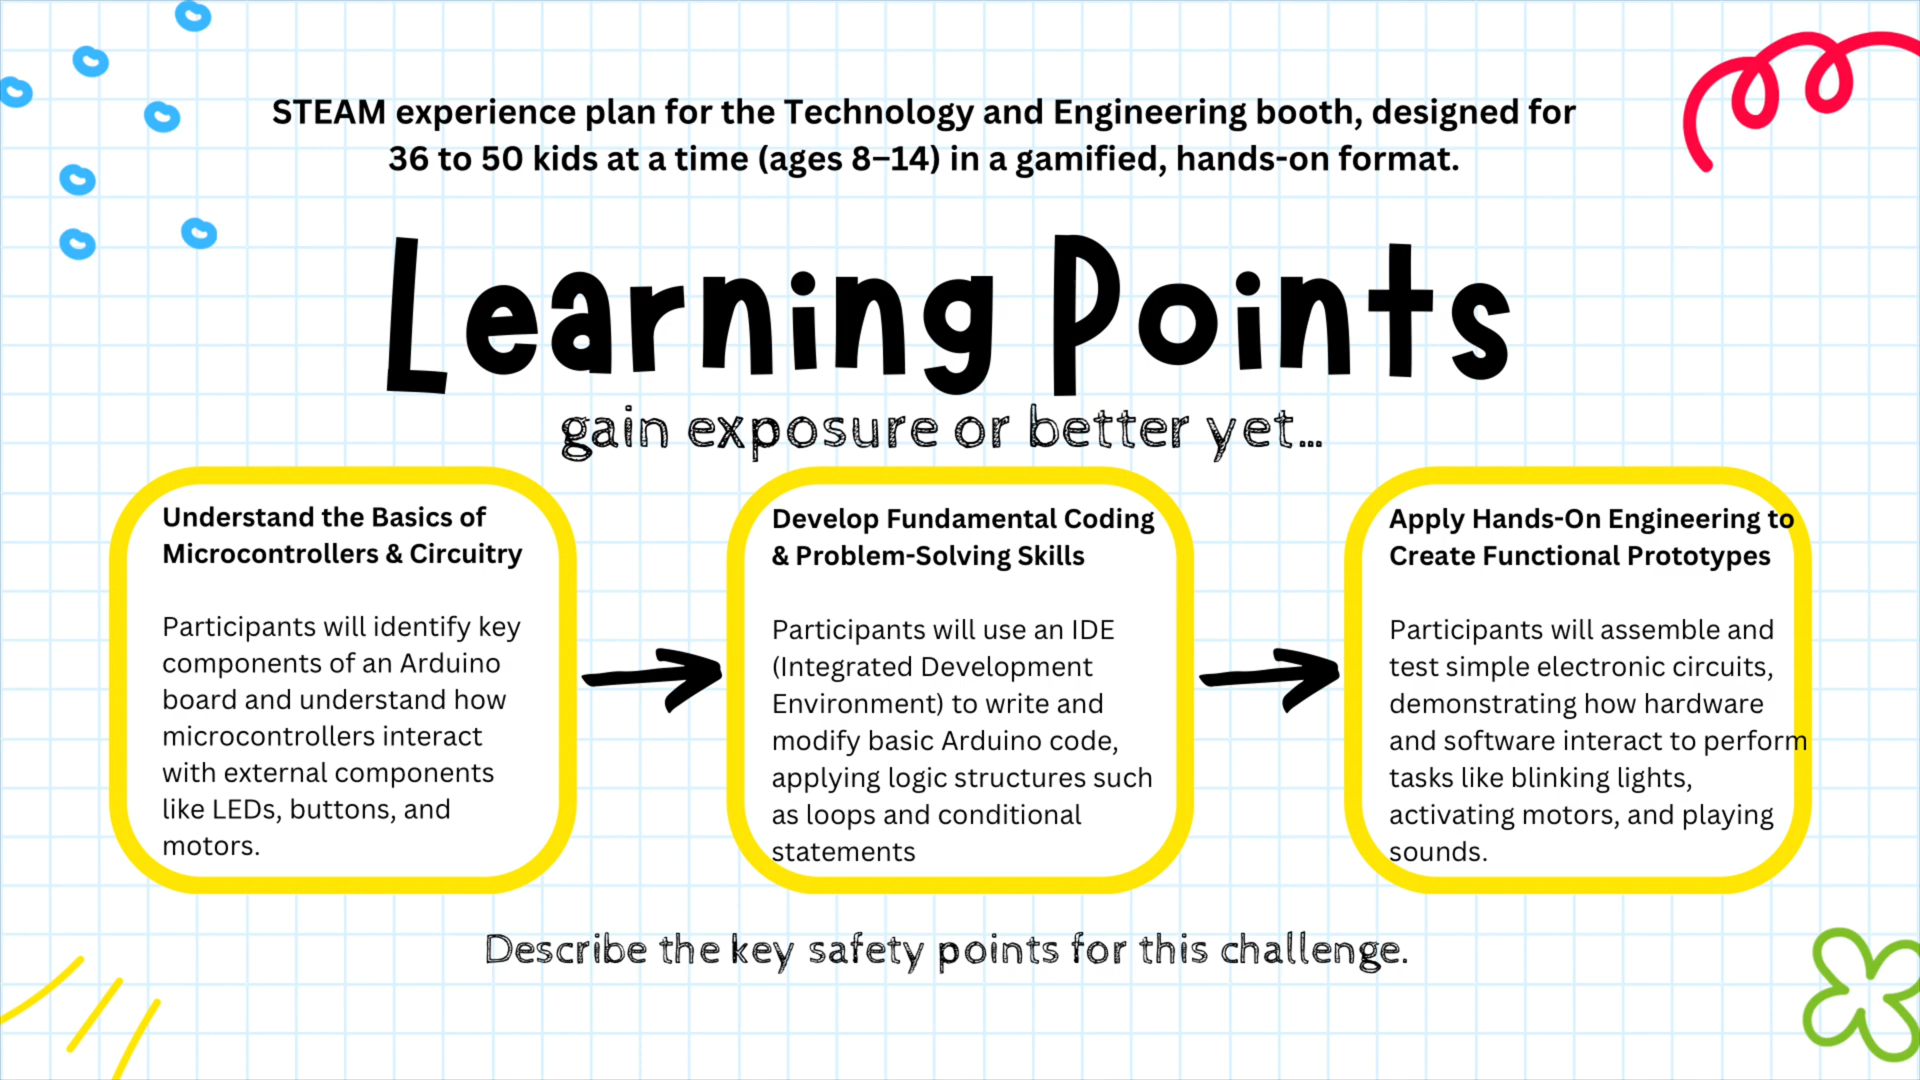 STEAM experience plan for the Technology and Engineering booth, designed for
36 to 50 kids at a time (ages 8–14) in a gamified, hands-on format.
Learning Points
gain exposure or better yet...
Understand the Basics of
Microcontrollers & Circuitry
Participants will identify key
components of an Arduino
board and understand how
microcontrollers interact
with external components
like LEDs, buttons, and
motors.
Develop Fundamental Coding
& Problem-Solving Skills
Participants will use an IDE
(Integrated Development
Environment) to write and
modify basic Arduino code,
applying logic structures such
as loops and conditional
statements
Apply Hands-On Engineering to
Create Functional Prototypes
Participants will assemble and
test simple electronic circuits,
demonstrating how hardware
and software interact to perform
tasks like blinking lights,
activating motors, and playing
sounds.
Describe the key safety points for this challenge.